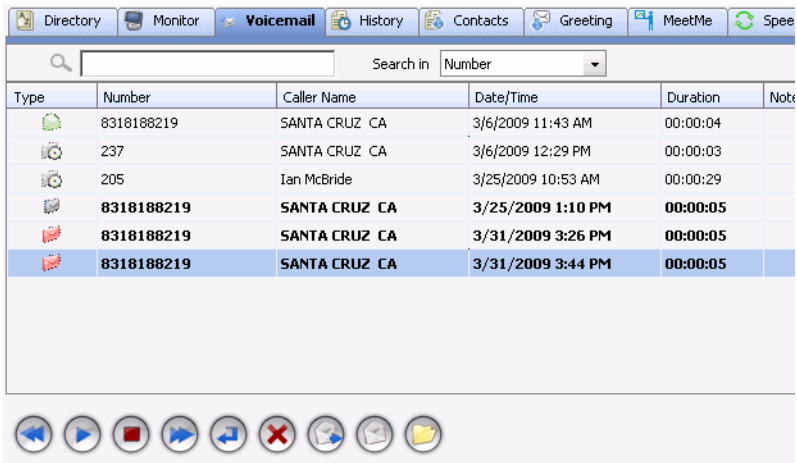 Directory Monitor Voicemail History Contacts Greeting MeetMe Spee
Search in Number
Type Number Caller Name Date/Time Duration Note
8318188219 SANTA CRUZ CA 3/6/2009 11:43 AM 00:00:04
237 SANTA CRUZ CA 3/6/2009 12:29 PM 00:00:03
205 Ian McBride 3/25/2009 10:53 AM 00:00:29
8318188219 SANTA CRUZ CA 3/25/2009 1:10 PM 00:00:05
8318188219 SANTA CRUZ CA 3/31/2009 3:26 PM 00:00:05
8318188219 SANTA CRUZ CA 3/31/2009 3:44 PM 00:00:05